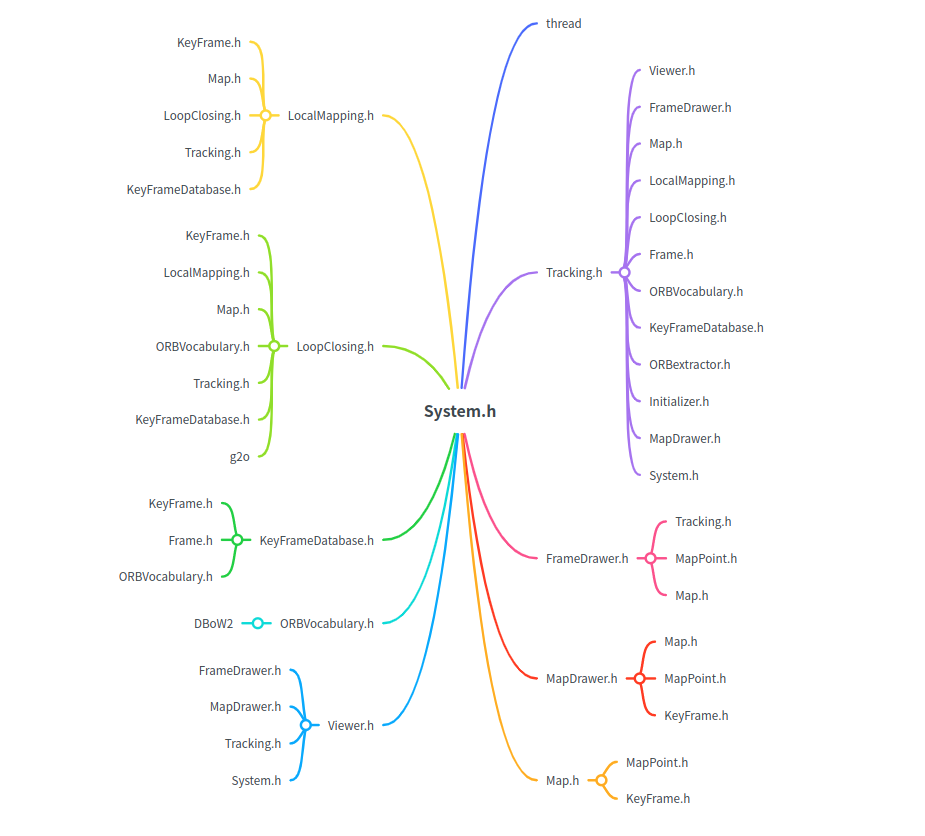 System.h
thread
Tracking.h
Viewer.h
FrameDrawer.h
Map.h
LocalMapping.h
LoopClosing.h
Frame.h
ORBVocabulary.h
KeyFrameDatabase.h
ORBextractor.h
Initializer.h
MapDrawer.h
System.h
FrameDrawer.h
Tracking.h
MapPoint.h
Map.h
MapDrawer.h
Map.h
MapPoint.h
KeyFrame.h
Map.h
MapPoint.h
KeyFrame.h
LocalMapping.h
KeyFrame.h
Map.h
LoopClosing.h
Tracking.h
KeyFrameDatabase.h
LoopClosing.h
KeyFrame.h
LocalMapping.h
Map.h
ORBVocabulary.h
Tracking.h
KeyFrameDatabase.h
g2o
KeyFrameDatabase.h
KeyFrame.h
Frame.h
ORBVocabulary.h
ORBVocabulary.h
DBoW2
Viewer.h
FrameDrawer.h
MapDrawer.h
Tracking.h
System.h